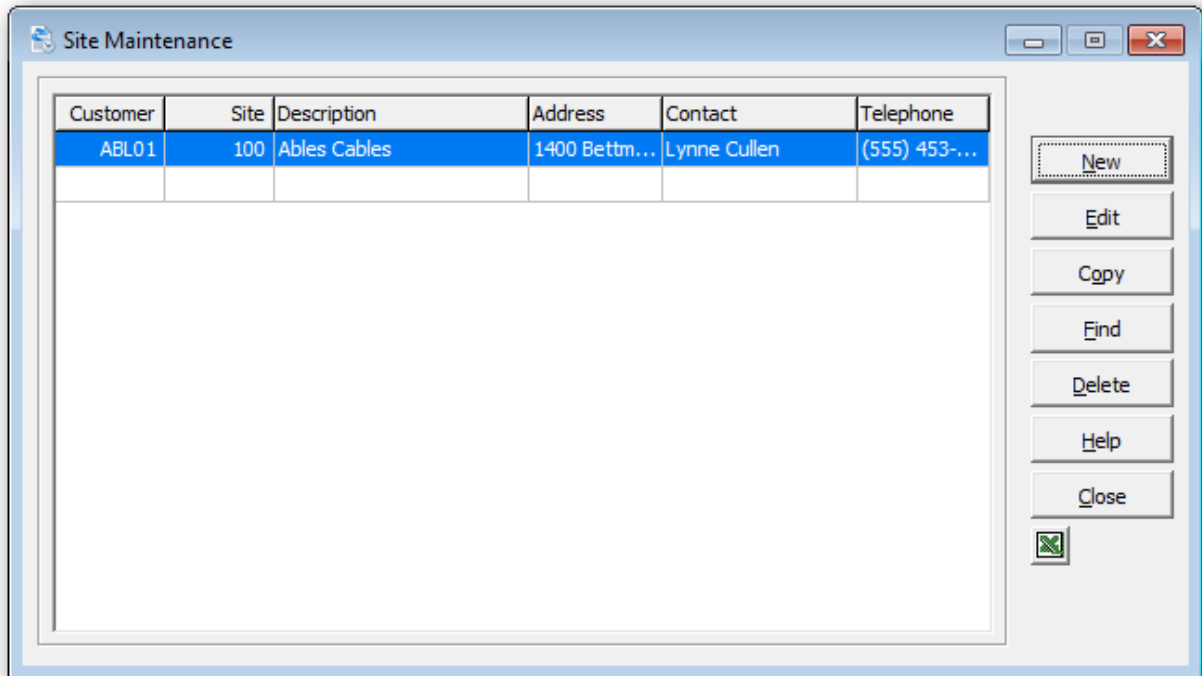 Site Maintenance
Customer Site Description Address Contact Telephone
ABL01 100 Ables Cables 1400 Bettm... Lynne Cullen (555) 453-...
New
Edit
Copy
Find
Delete
Help
Close